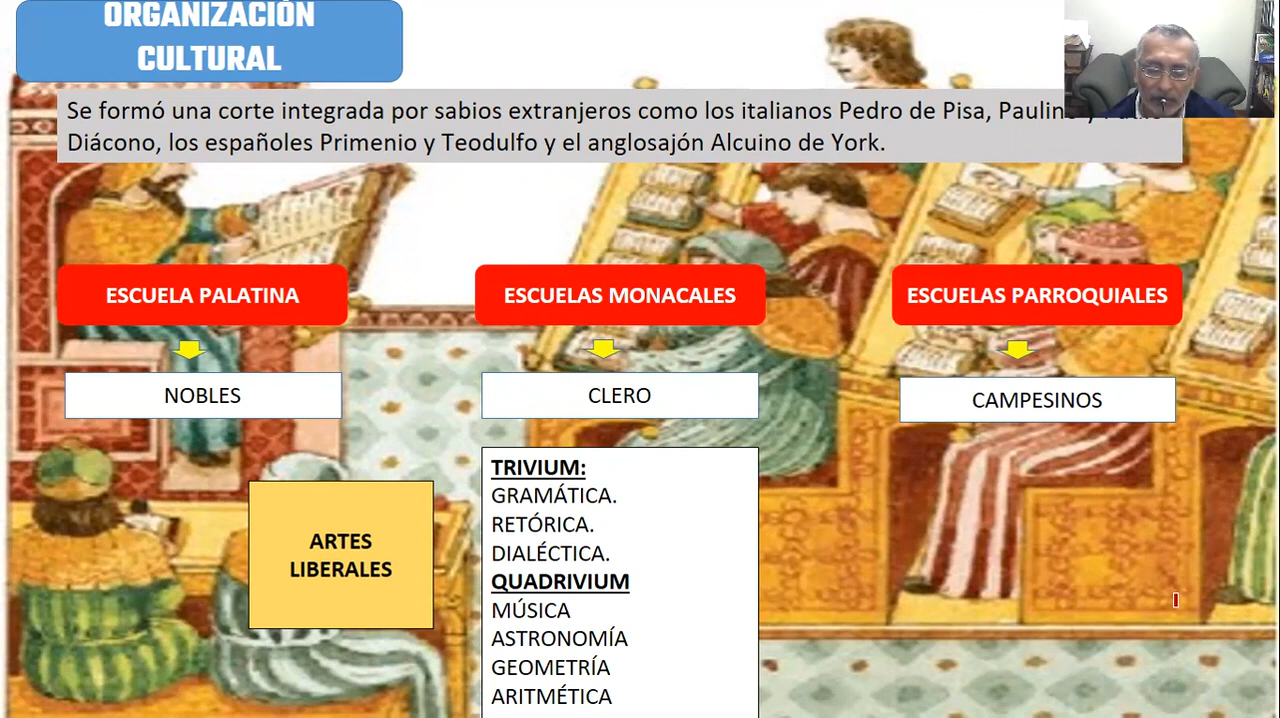 ORGANIZACIÓN
CULTURAL
Se formó una corte integrada por sabios extranjeros como los italianos Pedro de Pisa,
Diácono, los españoles Primenio y Teodulfo y el anglosajón Alcuino de York.
ESCUELA PALATINA
ESCUELAS MONACALES
ESCUELAS PARROQUIALES
NOBLES
CLERO
CAMPESINOS
ARTES
LIBERALES
TRIVIUM:
GRAMÁTICA.
RETÓRICA.
DIALÉCTICA.
QUADRIVIUM
MÚSICA
ASTRONOMÍA
GEOMETRÍA
ARITMÉTICA